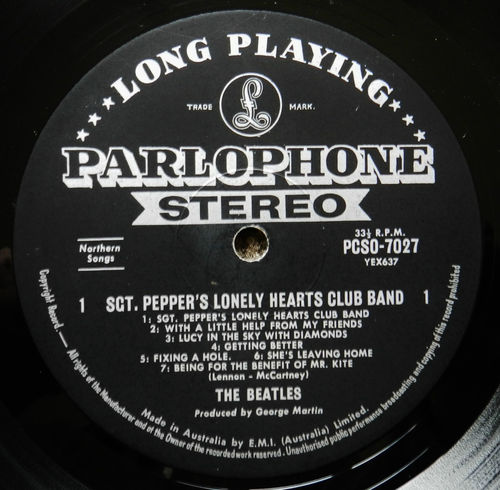 LONG PLAYING
TRADE MARK.
£
PARLOPHONE
STEREO
33⅓ R.P.M.
PCSO-7027
YEX637
Northern
Songs
1 SGT. PEPPER'S LONELY HEARTS CLUB BAND 1
1: SGT. PEPPER'S LONELY HEARTS CLUB BAND
2: WITH A LITTLE HELP FROM MY FRIENDS
3: LUCY IN THE SKY WITH DIAMONDS
4: GETTING BETTER
5: FIXING A HOLE. 6: SHE'S LEAVING HOME
7: BEING FOR THE BENEFIT OF MR. KITE
(Lennon - McCartney)
THE BEATLES
Produced by George Martin
Made in Australia by E.M.I. (Australia) Limited.
Copyright Record.— All rights of the Manufacturer and of the Owner of the recorded work reserved. Unauthorised public performance broadcasting and copying of this record prohibited